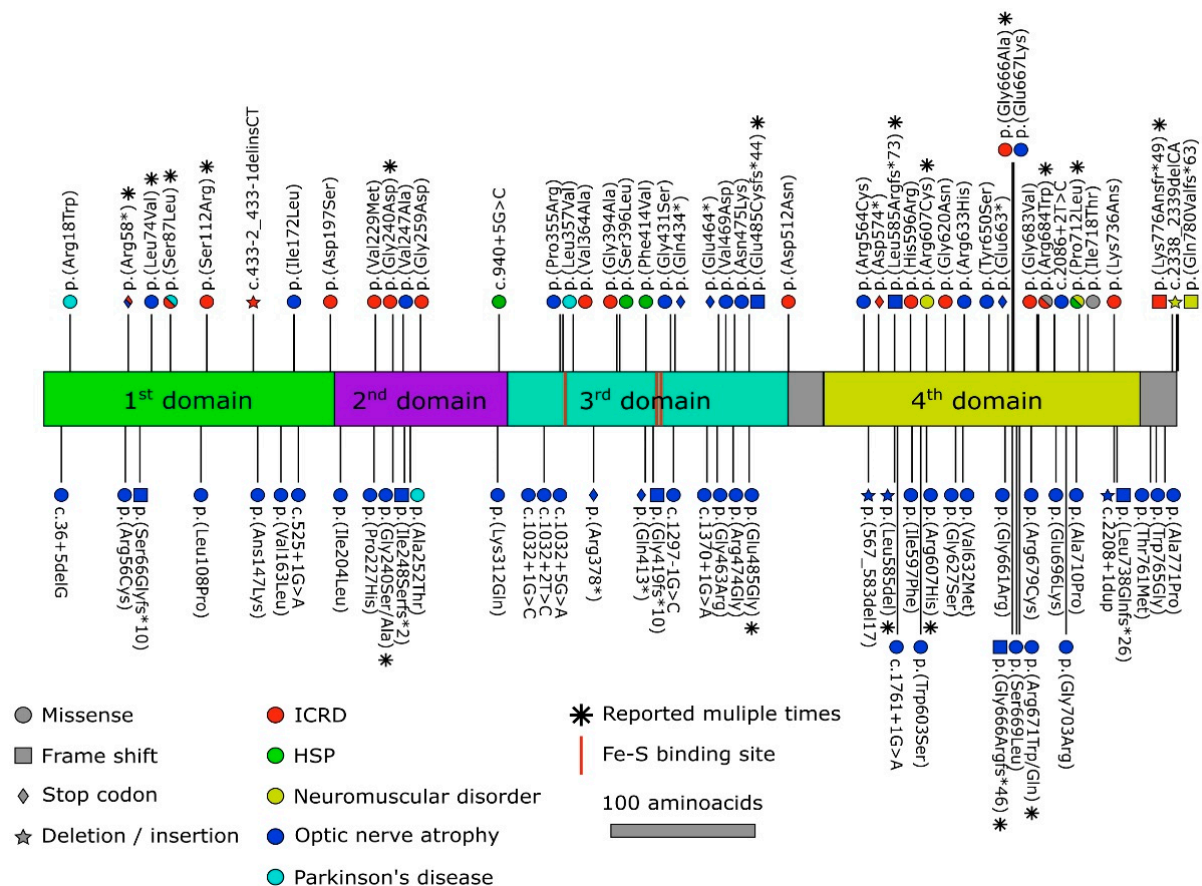 p.(Arg18Trp)
p.(Arg58*) *
p.(Leu74Val) *
p.(Ser87Leu) *
p.(Ser112Arg) *
c.433-2_433-1delinsCT
p.(Ile172Leu)
p.(Asp197Ser)
p.(Val229Met)
p.(Gly240Asp) *
p.(Val247Ala)
p.(Gly259Asp)
c.940+5G>C
p.(Pro355Arg)
p.(Leu357Val)
p.(Val364Ala)
p.(Gly394Ala)
p.(Ser396Leu)
p.(Phe414Val)
p.(Gly431Ser)
p.(Gln434*)
p.(Glu464*)
p.(Val469Asp)
p.(Asn475Lys)
p.(Glu485Cysfs*44) *
p.(Asp512Asn)
p.(Arg564Cys)
p.(Asp574*)
p.(Leu585Argfs*73) *
p.(His596Arg)
p.(Arg607Cys) *
p.(Gly620Asn)
p.(Arg633His)
p.(Tyr650Ser)
p.(Glu663*)
p.(Gly666Ala) *
p.(Glu667Lys)
p.(Gly683Val)
p.(Arg684Trp) *
c.2086+2T>C
p.(Pro712Leu) *
p.(Ile718Thr)
p.(Lys736Ans)
p.(Lys776Ansfr*49) *
c.2338_2339delCA
p.(Gln780Valfs*63)
1st domain
2nd domain
3rd domain
4th domain
c.36+5delG
p.(Arg56Cys)
p.(Ser66Glyfs*10)
p.(Leu108Pro)
p.(Ans147Lys)
p.(Val163Leu)
c.525+1G>A
p.(Ile204Leu)
p.(Pro227His)
p.(Gly240Ser/Ala) *
p.(Ile248Serfs*2)
p.(Ala252Thr)
p.(Lys312Gln)
c.1032+1G>C
c.1032+2T>C
c.1032+5G>A
p.(Arg378*)
p.(Gln413*)
p.(Gly419fs*10)
c.1297-1G>C
c.1370+1G>A
p.(Gly463Arg)
p.(Arg474Gly)
p.(Glu485Gly) *
p.(567_583del17)
p.(Leu585del) *
c.1761+1G>A
p.(Ile597Phe)
p.(Trp603Ser)
p.(Arg607His) *
p.(Gly627Ser)
p.(Val632Met)
p.(Gly661Arg)
p.(Gly666Argfs*46) *
p.(Ser669Leu)
p.(Arg671Trp/Gln) *
p.(Arg679Cys)
p.(Glu696Lys)
p.(Gly703Arg)
p.(Ala710Pro)
c.2208+1dup
p.(Leu738Glnfs*26)
p.(Thr761Met)
p.(Trp765Gly)
p.(Ala771Pro)
Missense
Frame shift
Stop codon
Deletion / insertion
ICRD
HSP
Neuromuscular disorder
Optic nerve atrophy
Parkinson's disease
* Reported muliple times
Fe-S binding site
100 aminoacids